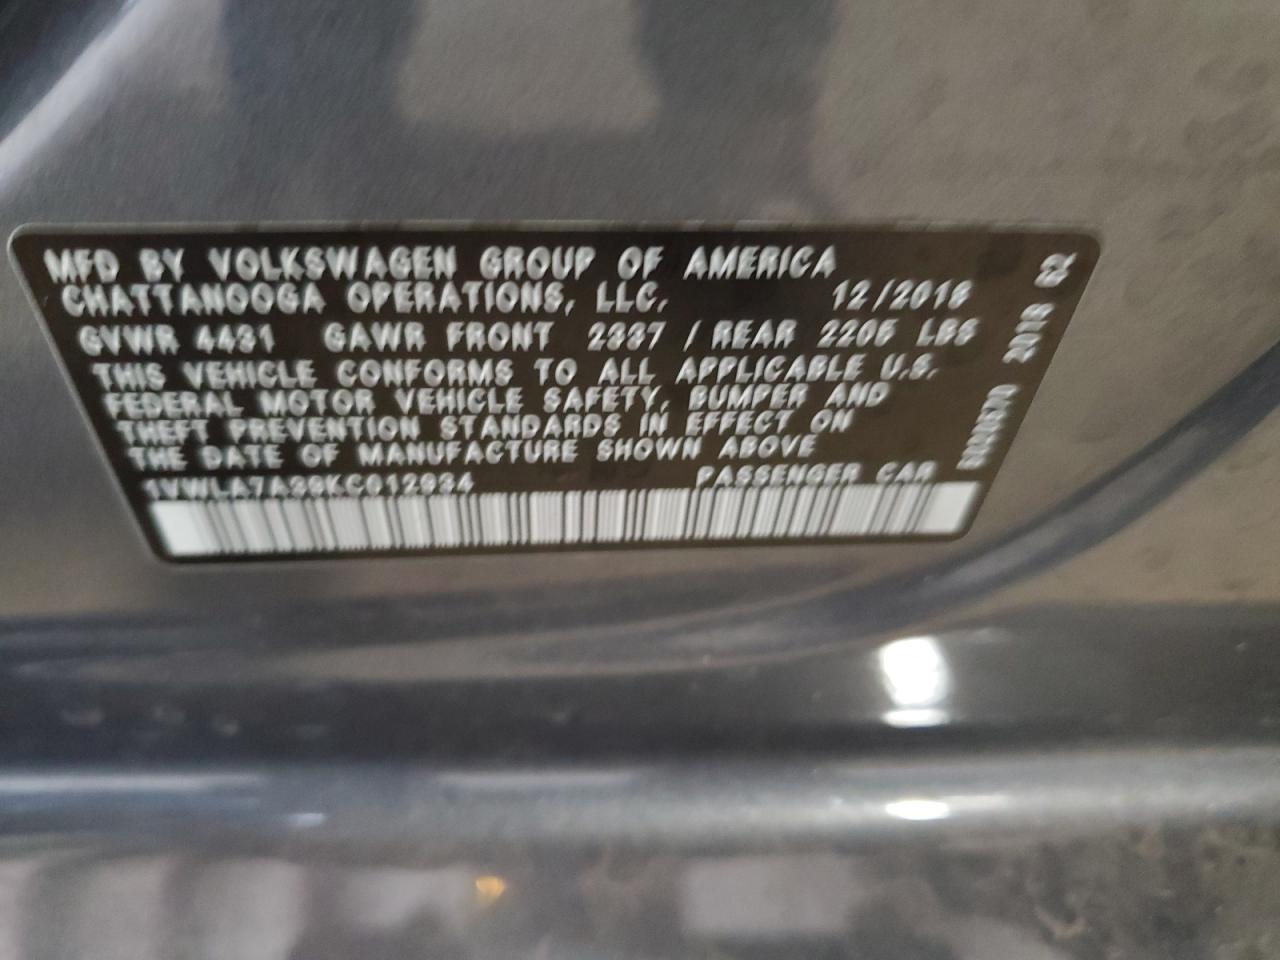 MFD BY VOLKSWAGEN GROUP OF AMERICA
CHATTANOOGA OPERATIONS, LLC. 12/2018
GVWR 4431 GAWR FRONT 2337 / REAR 2205 LBS
THIS VEHICLE CONFORMS TO ALL APPLICABLE U.S.
FEDERAL MOTOR VEHICLE SAFETY, BUMPER AND
THEFT PREVENTION STANDARDS IN EFFECT ON
THE DATE OF MANUFACTURE SHOWN ABOVE
PASSENGER CAR
2018